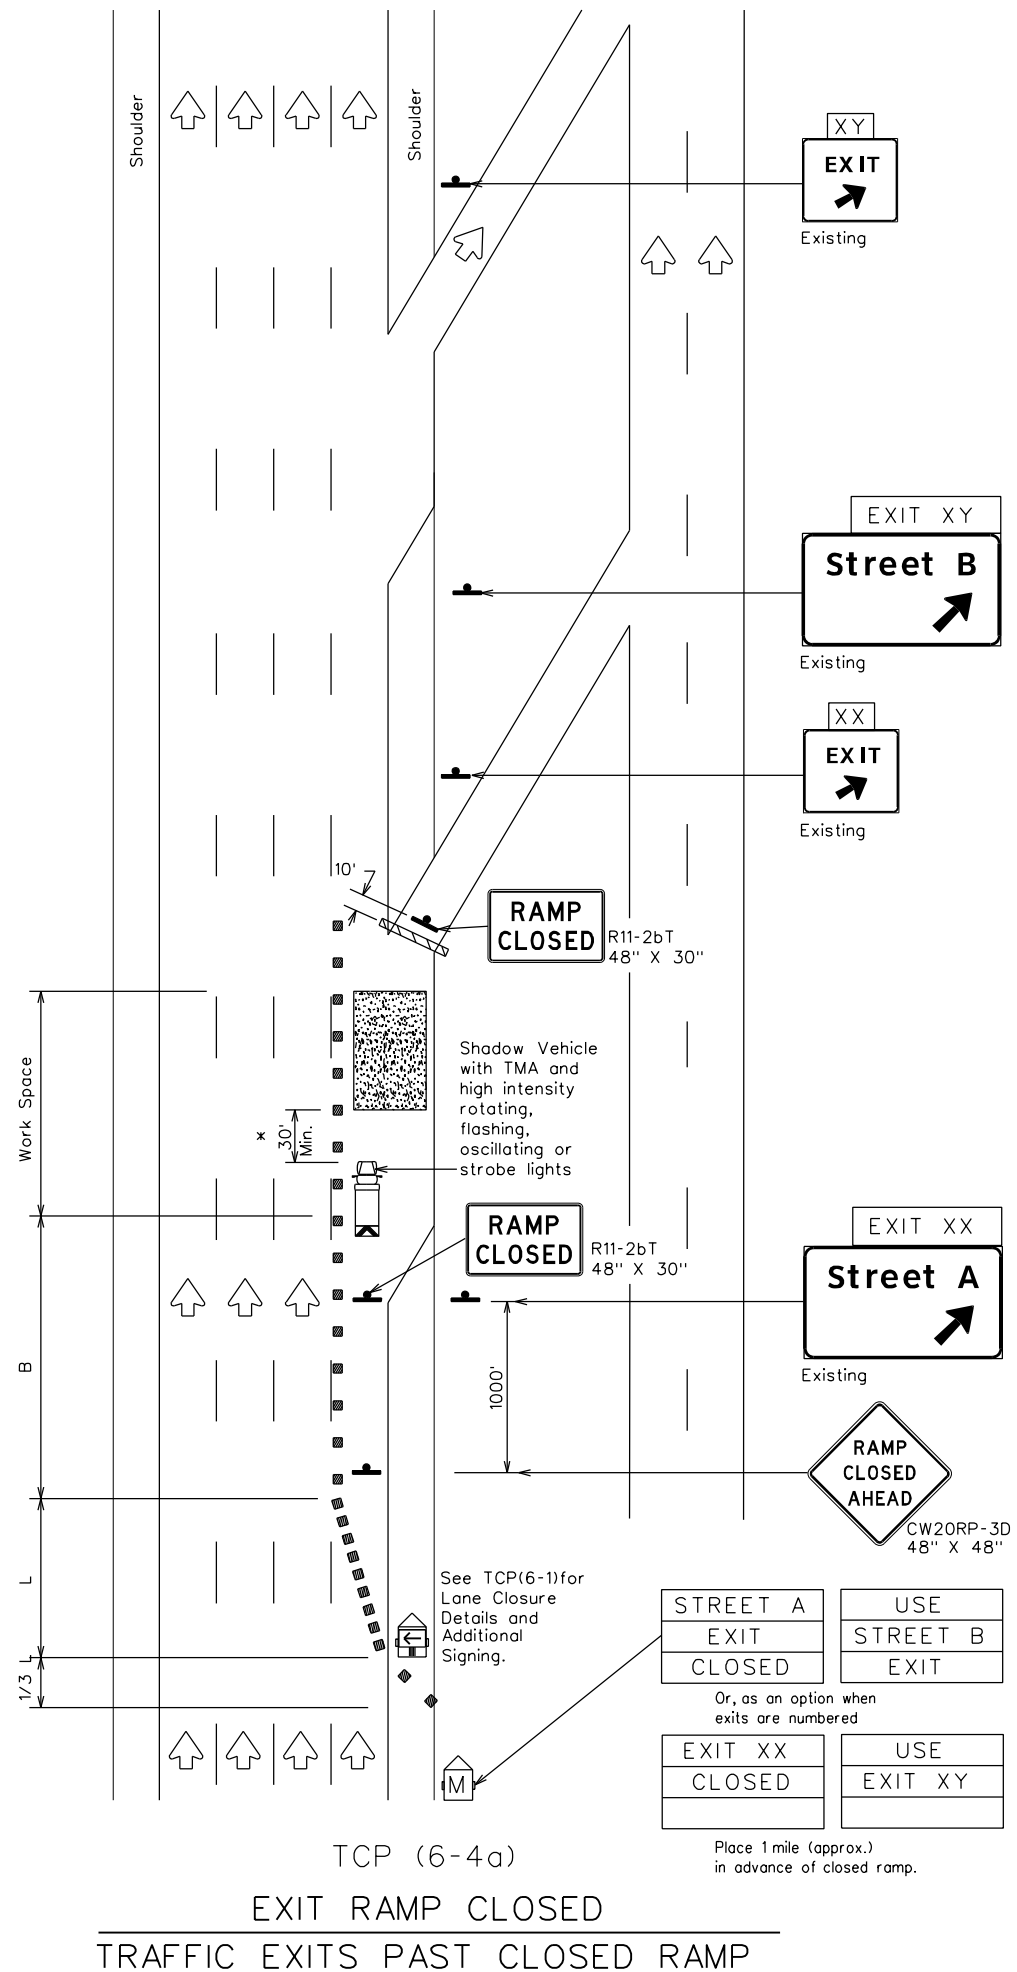 Shoulder
Shoulder
XY
EXIT
Existing
EXIT XY
Street B
Existing
XX
EXIT
Existing
10'
RAMP
CLOSED
R11-2bT
48" X 30"
Work Space
*
30'
Min.
Shadow Vehicle
with TMA and
high intensity
rotating,
flashing,
oscillating or
strobe lights
RAMP
CLOSED
R11-2bT
48" X 30"
EXIT XX
Street A
Existing
B
1000'
RAMP
CLOSED
AHEAD
CW20RP-3D
48" X 48"
L
See TCP(6-1)for
Lane Closure
Details and
Additional
Signing.
1/3 L
STREET A
EXIT
CLOSED
USE
STREET B
EXIT
Or, as an option when
exits are numbered
EXIT XX
CLOSED
USE
EXIT XY
M
Place 1 mile (approx.)
in advance of closed ramp.
TCP (6-4a)
EXIT RAMP CLOSED
TRAFFIC EXITS PAST CLOSED RAMP